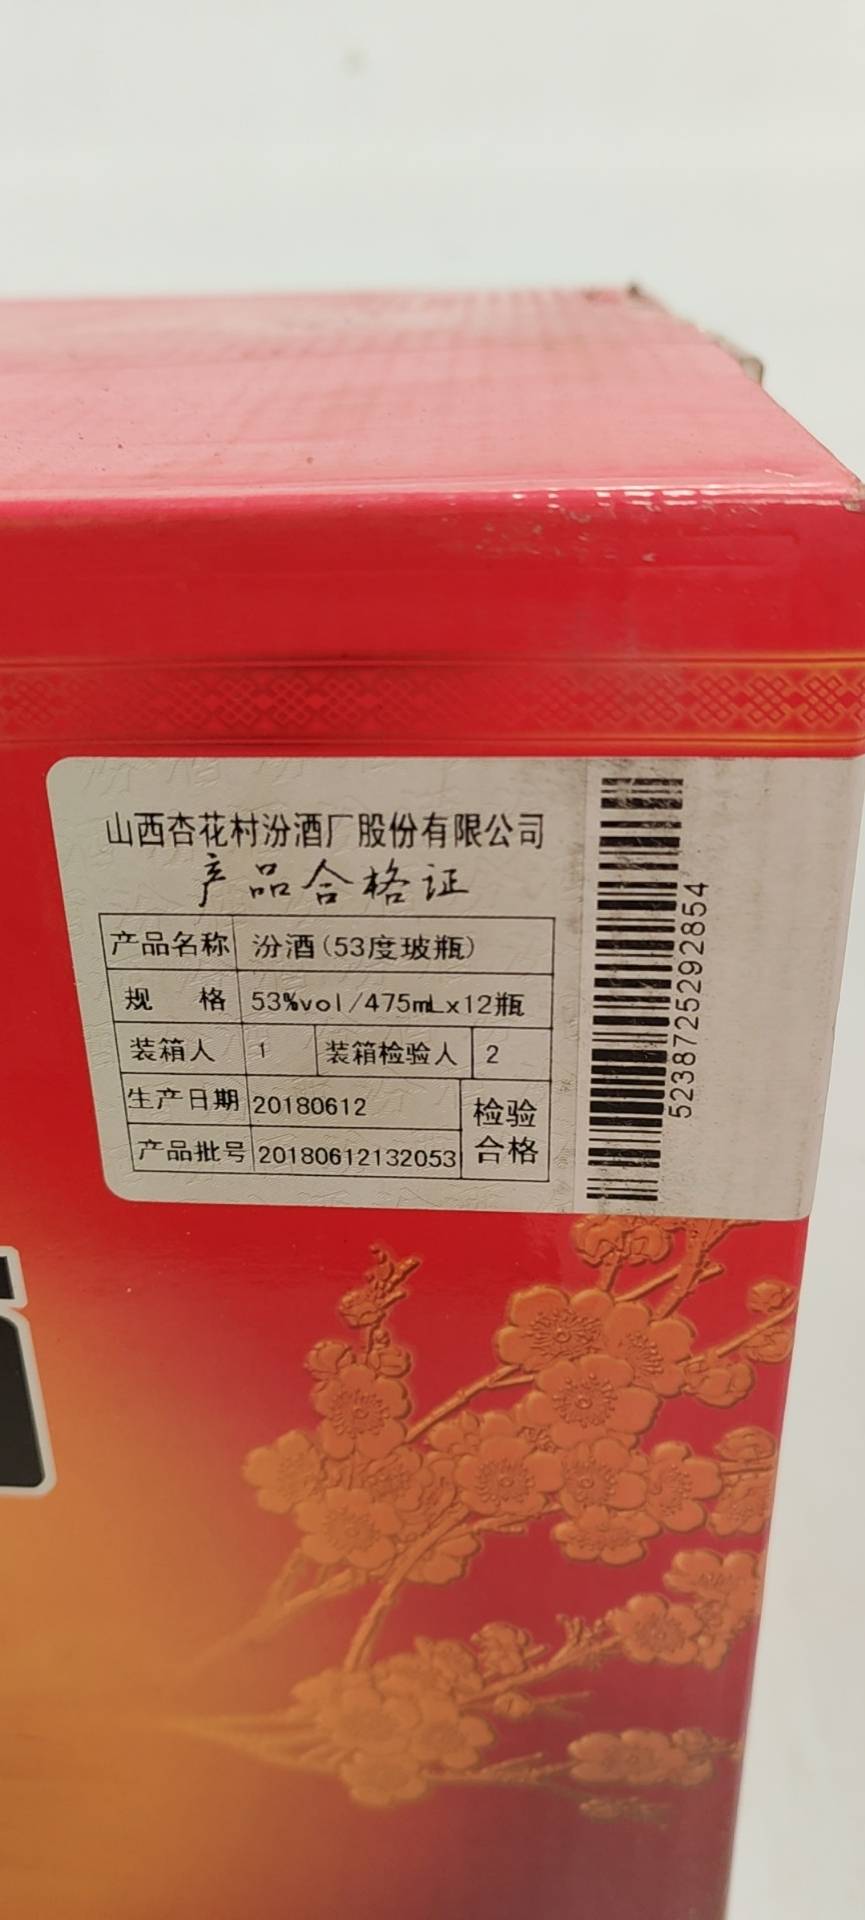 山西杏花村汾酒厂股份有限公司
产品合格证
产品名称 汾酒(53度玻瓶)
规 格 53%vol/475mLx12瓶
装箱人 1 装箱检验人 2
生产日期 20180612 检验
产品批号 20180612132053 合格
5238725292854